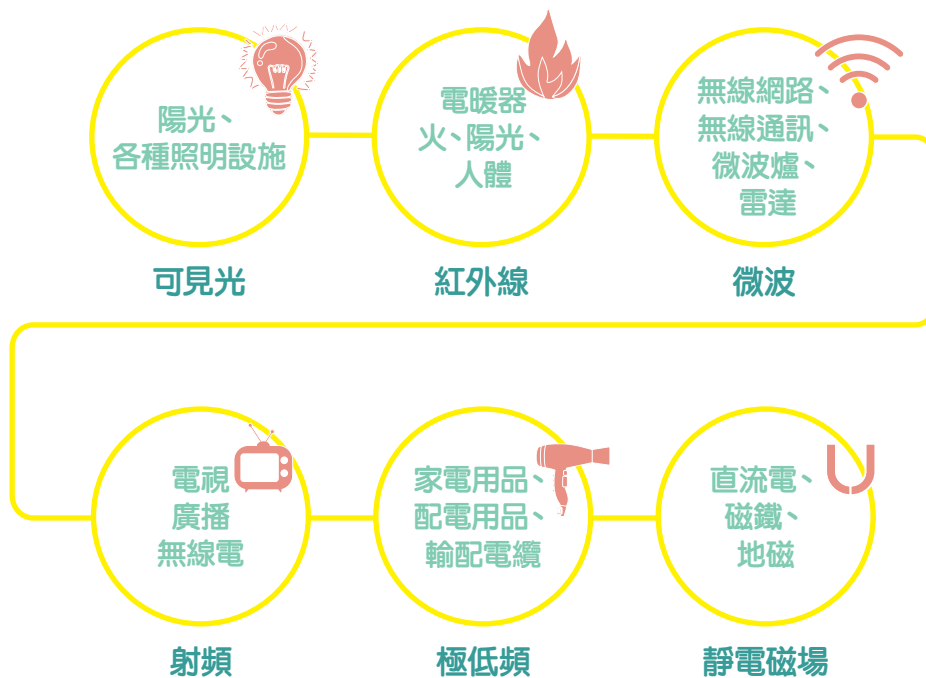 陽光、
各種照明設施
可見光
電暖器
火、陽光、
人體
紅外線
無線網路、
無線通訊、
微波爐、
雷達
微波
電視
廣播
無線電
射頻
家電用品、
配電用品、
輸配電纜
極低頻
直流電、
磁鐵、
地磁
靜電磁場